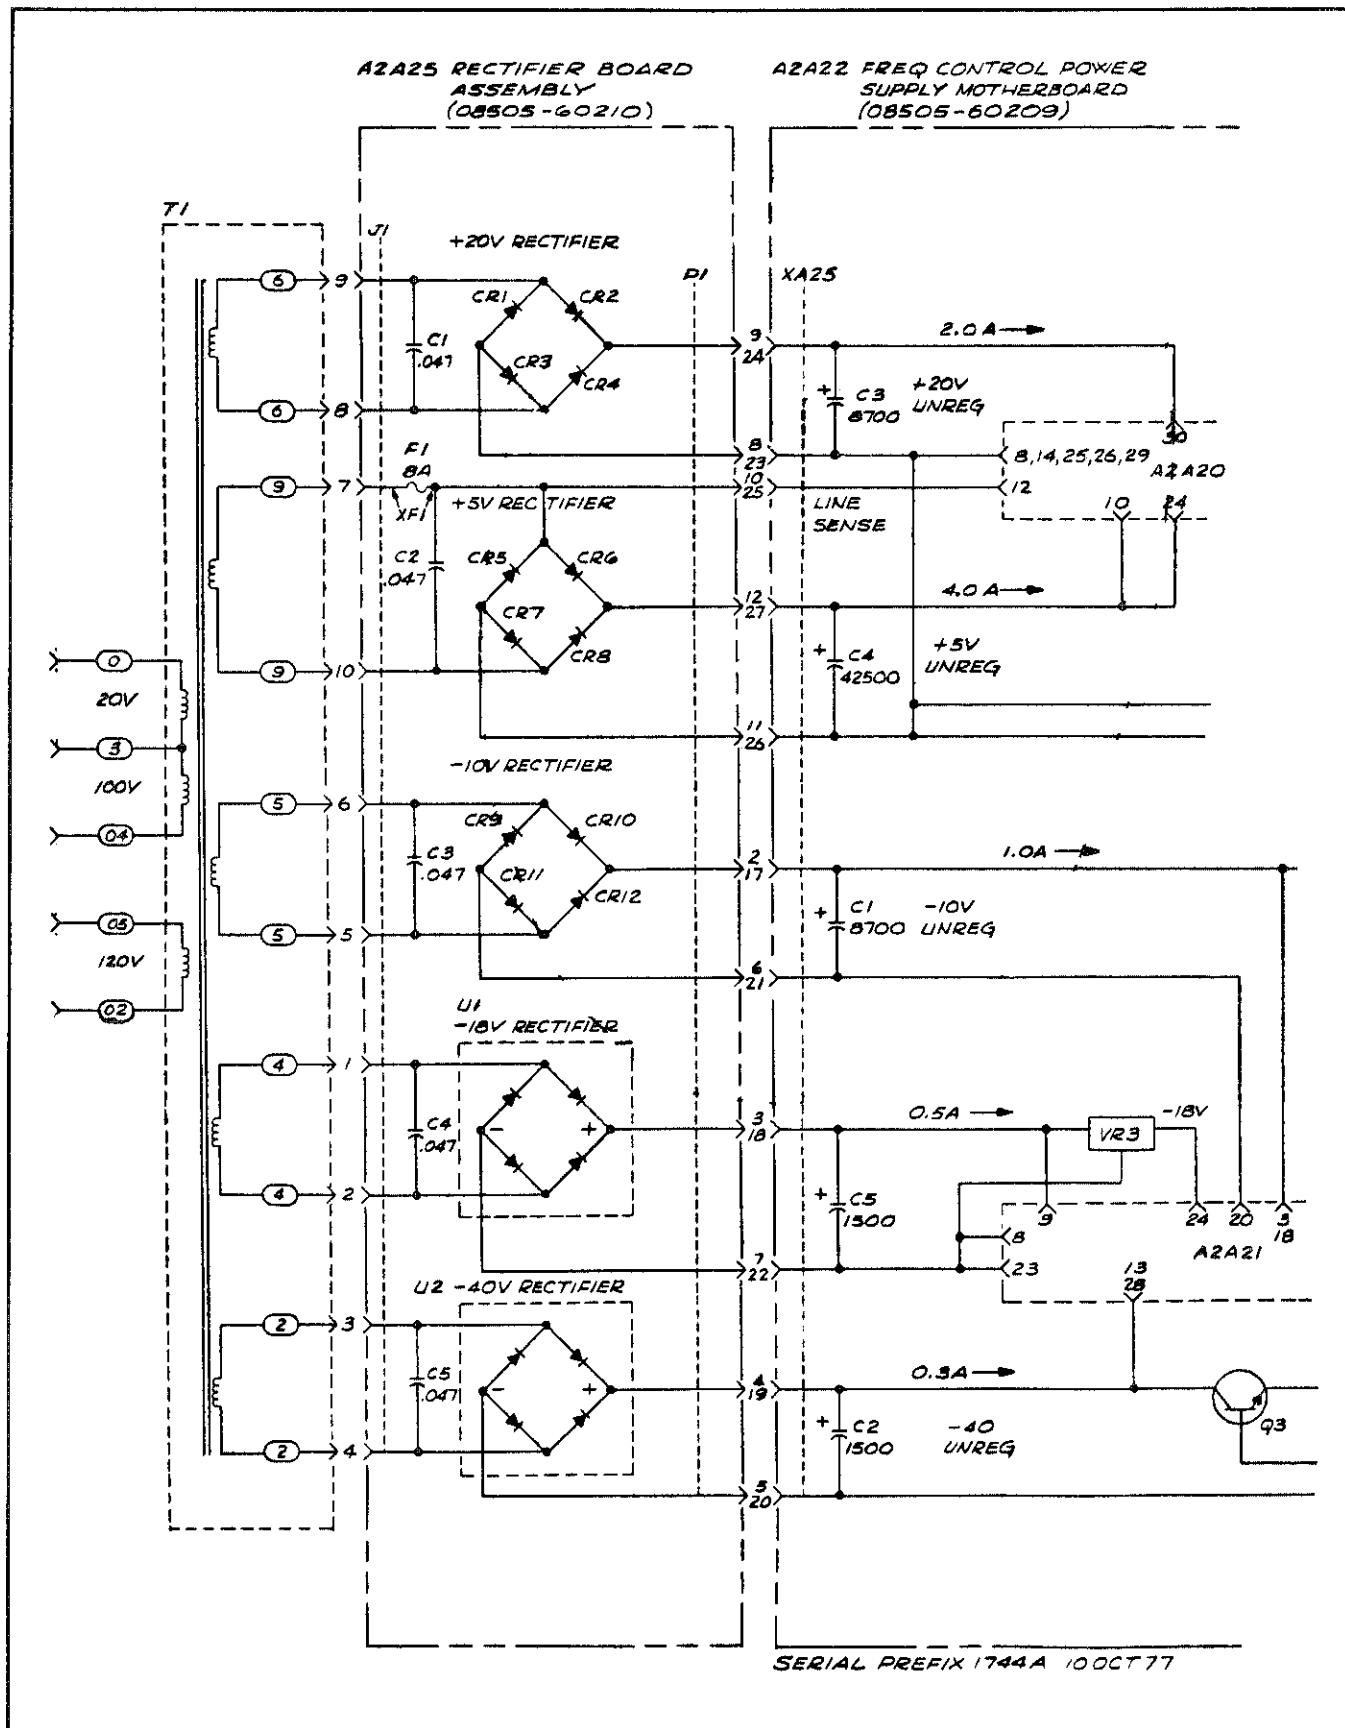 A2A25 RECTIFIER BOARD
ASSEMBLY
(08505-60210)
A2A22 FREQ CONTROL POWER
SUPPLY MOTHERBOARD
(08505-60209)
T1
J1
+20V RECTIFIER
P1
XA25
6
9
CR1
CR2
C1
.047
CR3
CR4
9
24
2.0A
+
C3
8700
+20V
UNREG
6
8
8
23
30
8,14,25,26,29
A2A20
F1
8A
9
7
XF1
+5V RECTIFIER
10
25
LINE
SENSE
12
10
24
C2
.047
CR5
CR6
CR7
CR8
12
27
4.0A
+
C4
42500
+5V
UNREG
9
10
11
26
0
20V
3
100V
04
05
120V
02
-10V RECTIFIER
5
6
CR9
CR10
C3
.047
CR11
CR12
2
17
1.0A
+
C1
8700
-10V
UNREG
5
5
6
21
U1
-18V RECTIFIER
4
1
C4
.047
-
+
3
18
0.5A
VR3
-18V
4
2
+
C5
1500
9
24
20
3
18
8
A2A21
7
22
23
13
28
U2 -40V RECTIFIER
2
3
C5
.047
-
+
4
19
0.3A
Q3
+
C2
1500
-40
UNREG
2
4
5
20
SERIAL PREFIX 1744A 10OCT77